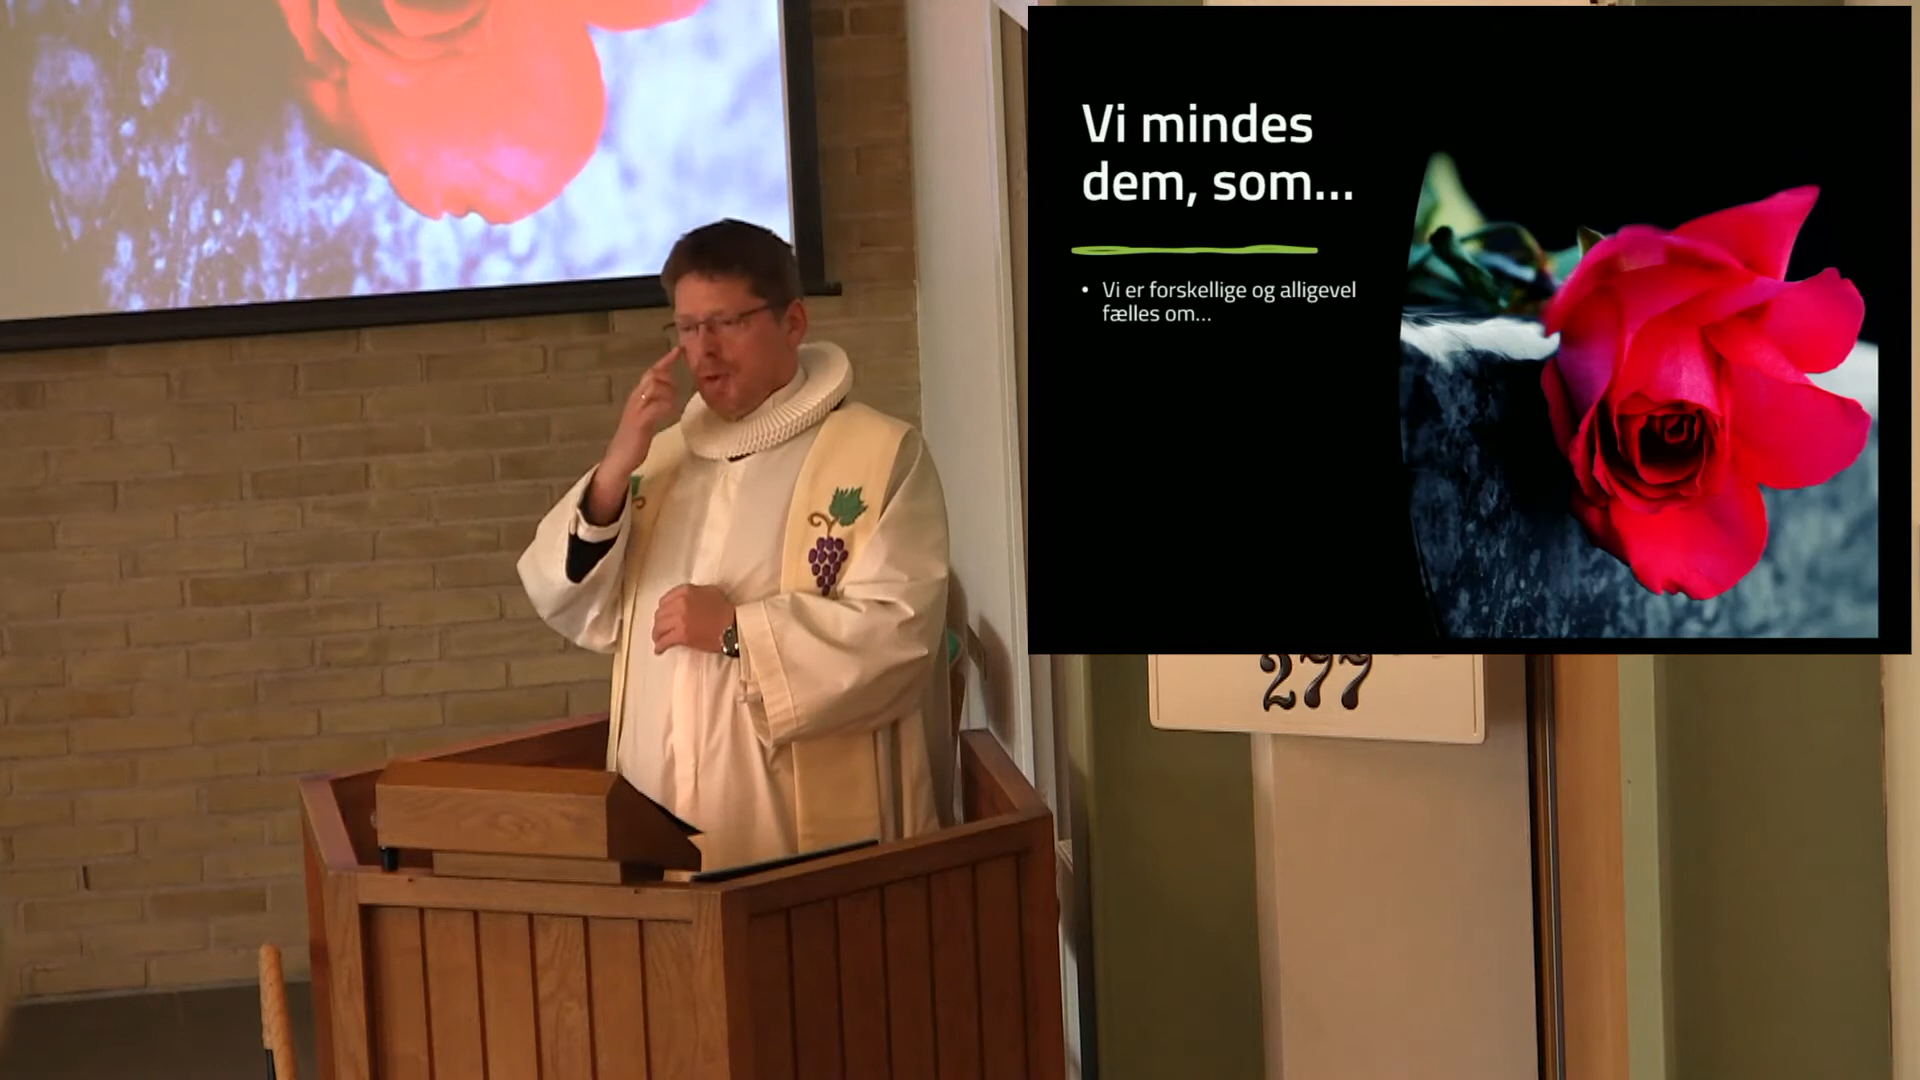 Vi mindes
dem, som...
• Vi er forskellige og alligevel
fælles om...
277